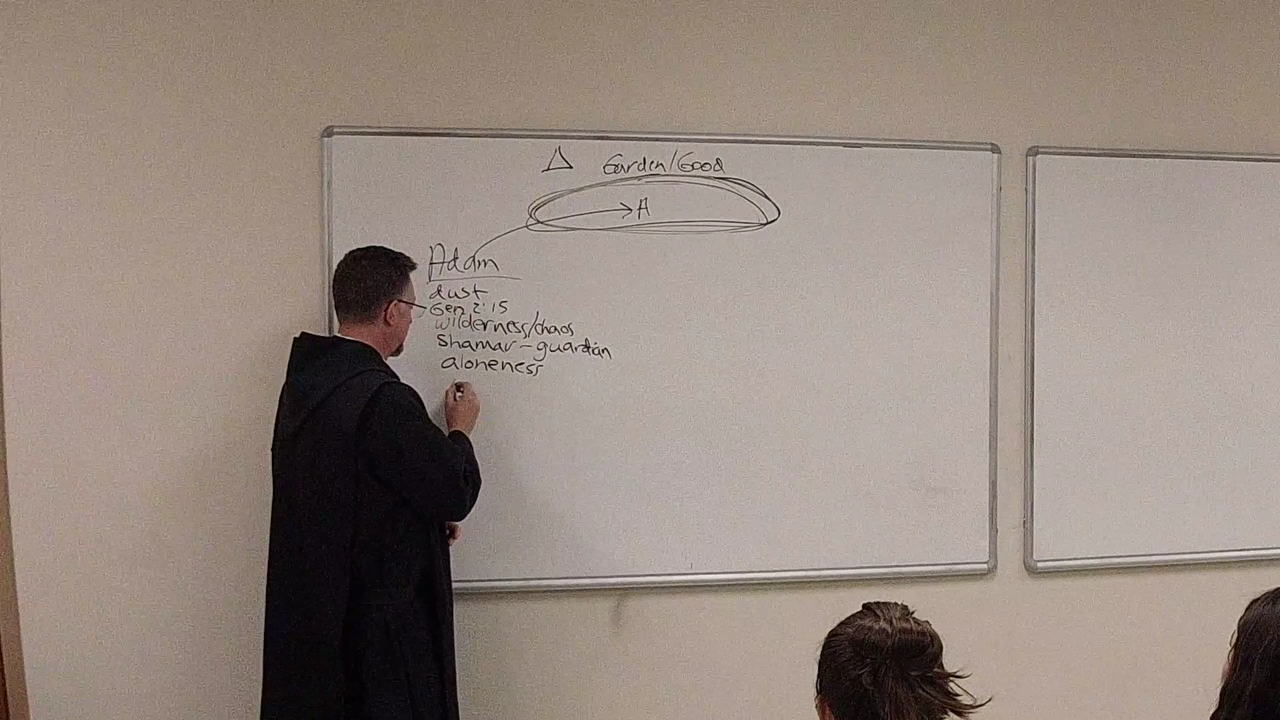 Δ Garden/Good
A
Adam
dust
Gen 2:15
wilderness/chaos
shamar - guardian
aloneness